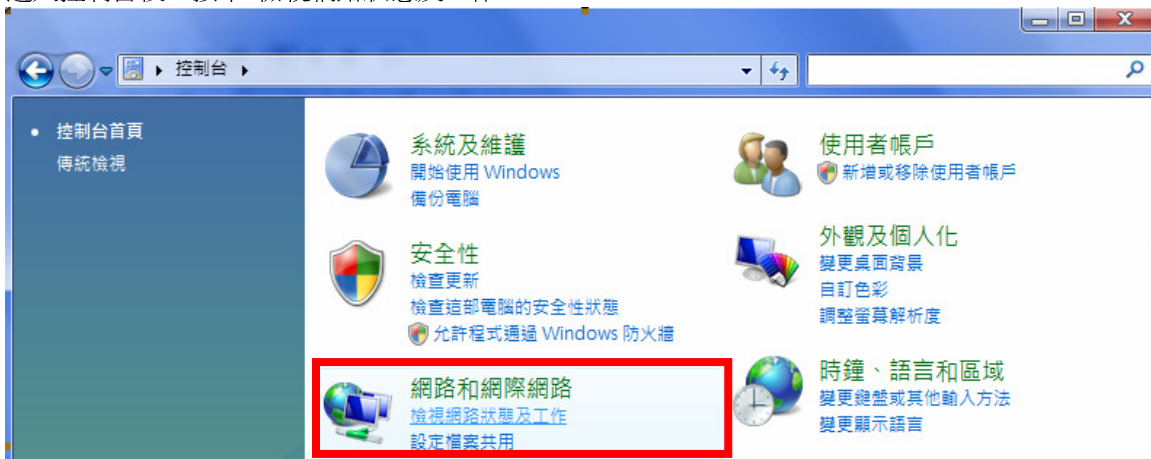 控制台
控制台首頁
傳統檢視
系統及維護
開始使用 Windows
備份電腦
安全性
檢查更新
檢查這部電腦的安全性狀態
允許程式通過 Windows 防火牆
網路和網際網路
檢視網路狀態及工作
設定檔案共用
使用者帳戶
新增或移除使用者帳戶
外觀及個人化
變更桌面背景
自訂色彩
調整螢幕解析度
時鐘、語言和區域
變更鍵盤或其他輸入方法
變更顯示語言